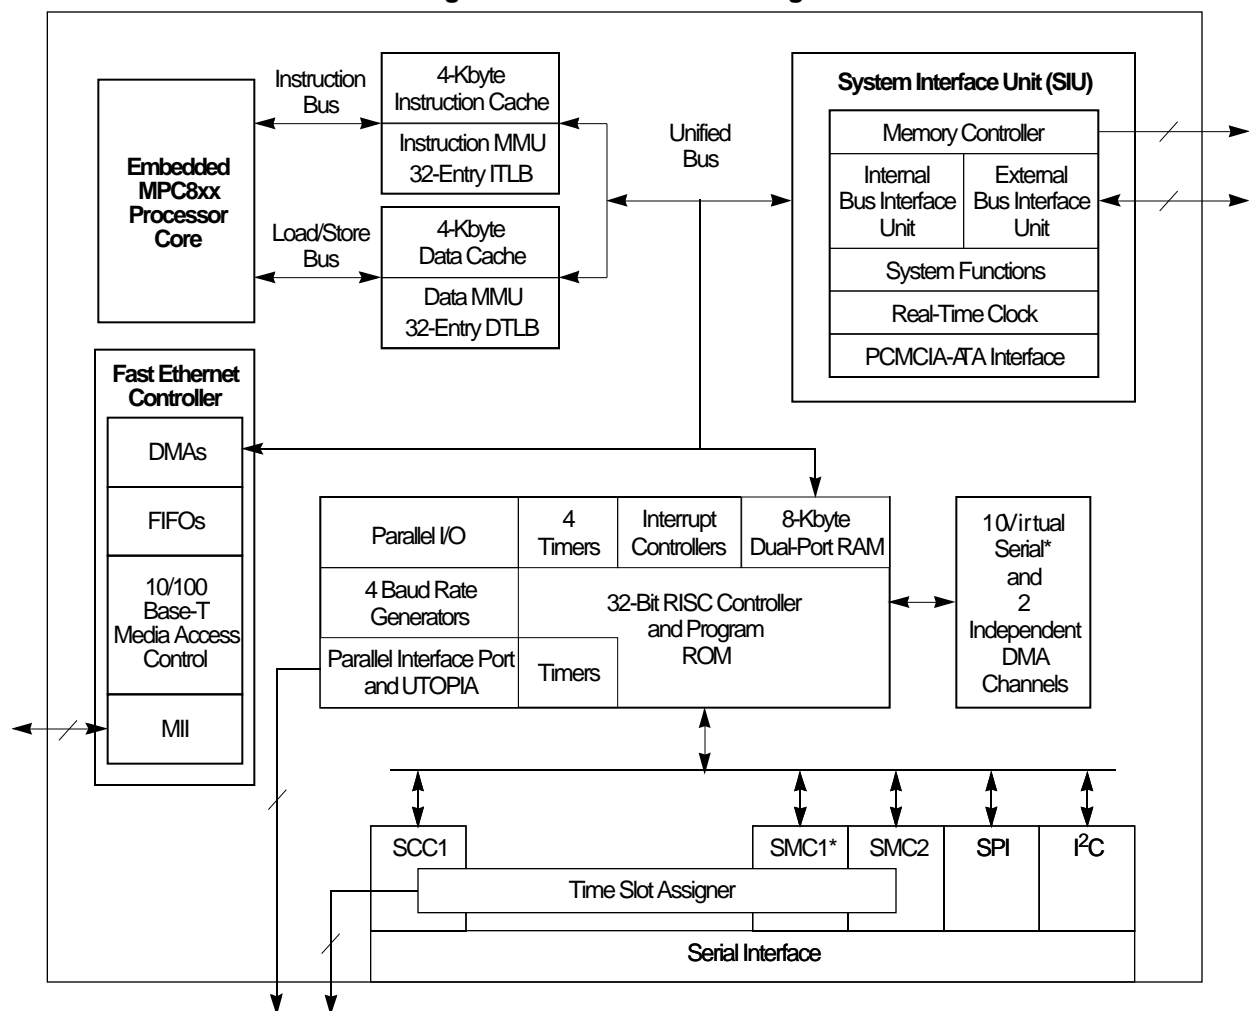 Instruction
Bus
4-Kbyte
Instruction Cache
Instruction MMU
32-Entry ITLB
Embedded
MPC8xx
Processor
Core
Load/Store
Bus
4-Kbyte
Data Cache
Data MMU
32-Entry DTLB
Unified
Bus
System Interface Unit (SIU)
Memory Controller
Internal
Bus Interface
Unit
External
Bus Interface
Unit
System Functions
Real-Time Clock
PCMCIA-ATA Interface
Fast Ethernet
Controller
DMAs
FIFOs
10/100
Base-T
Media Access
Control
MII
Parallel I/O
4
Timers
Interrupt
Controllers
8-Kbyte
Dual-Port RAM
4 Baud Rate
Generators
32-Bit RISC Controller
and Program
ROM
Parallel Interface Port
and UTOPIA
Timers
10 Virtual
Serial*
and
2
Independent
DMA
Channels
SCC1
SMC1*
SMC2
SPI
I²C
Time Slot Assigner
Serial Interface